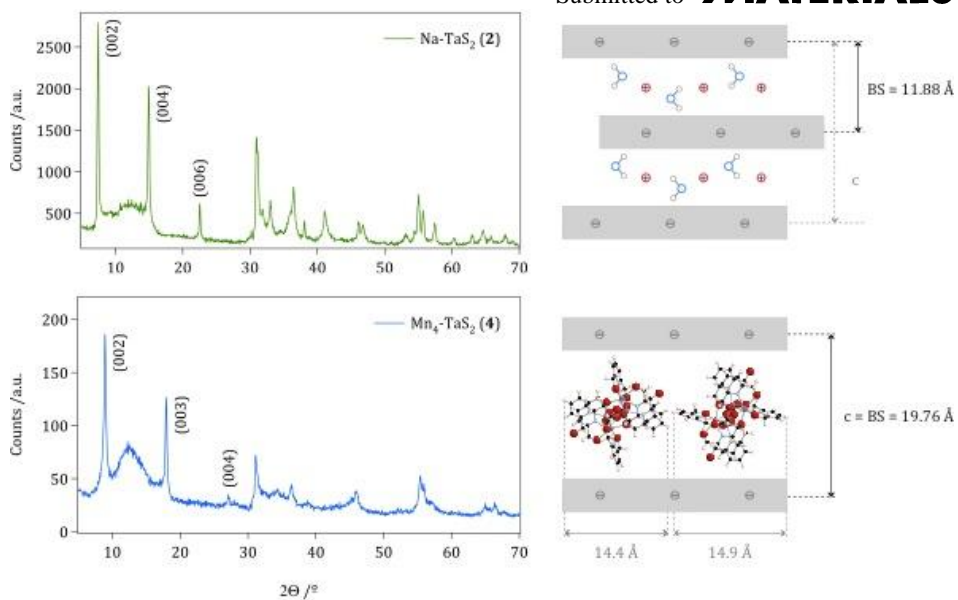 Submitted to MATERIALS
Counts /a.u.
2500
2000
1500
1000
500
(002)
(004)
(006)
Na-TaS₂ (2)
10 20 30 40 50 60 70
BS = 11.88 Å
c
Counts /a.u.
200
150
100
50
0
(002)
(003)
(004)
Mn₄-TaS₂ (4)
10 20 30 40 50 60 70
2Θ /º
c = BS = 19.76 Å
14.4 Å 14.9 Å